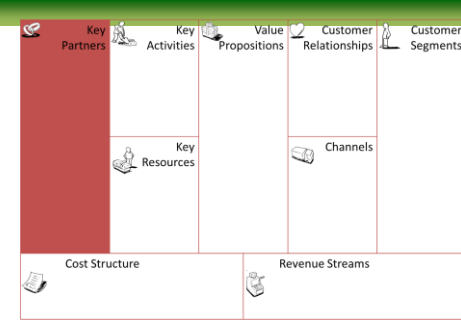 Key
Partners
Key
Activities
Value
Propositions
Customer
Relationships
Customer
Segments
Key
Resources
Channels
Cost Structure
Revenue Streams